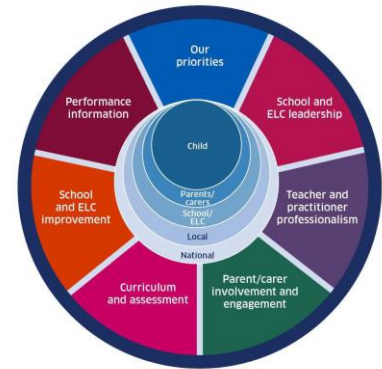 Our
priorities
School and
ELC leadership
Teacher and
practitioner
professionalism
Parent/carer
involvement and
engagement
Curriculum
and assessment
School
and ELC
improvement
Performance
information
Child
Parents/
carers
School/
ELC
Local
National